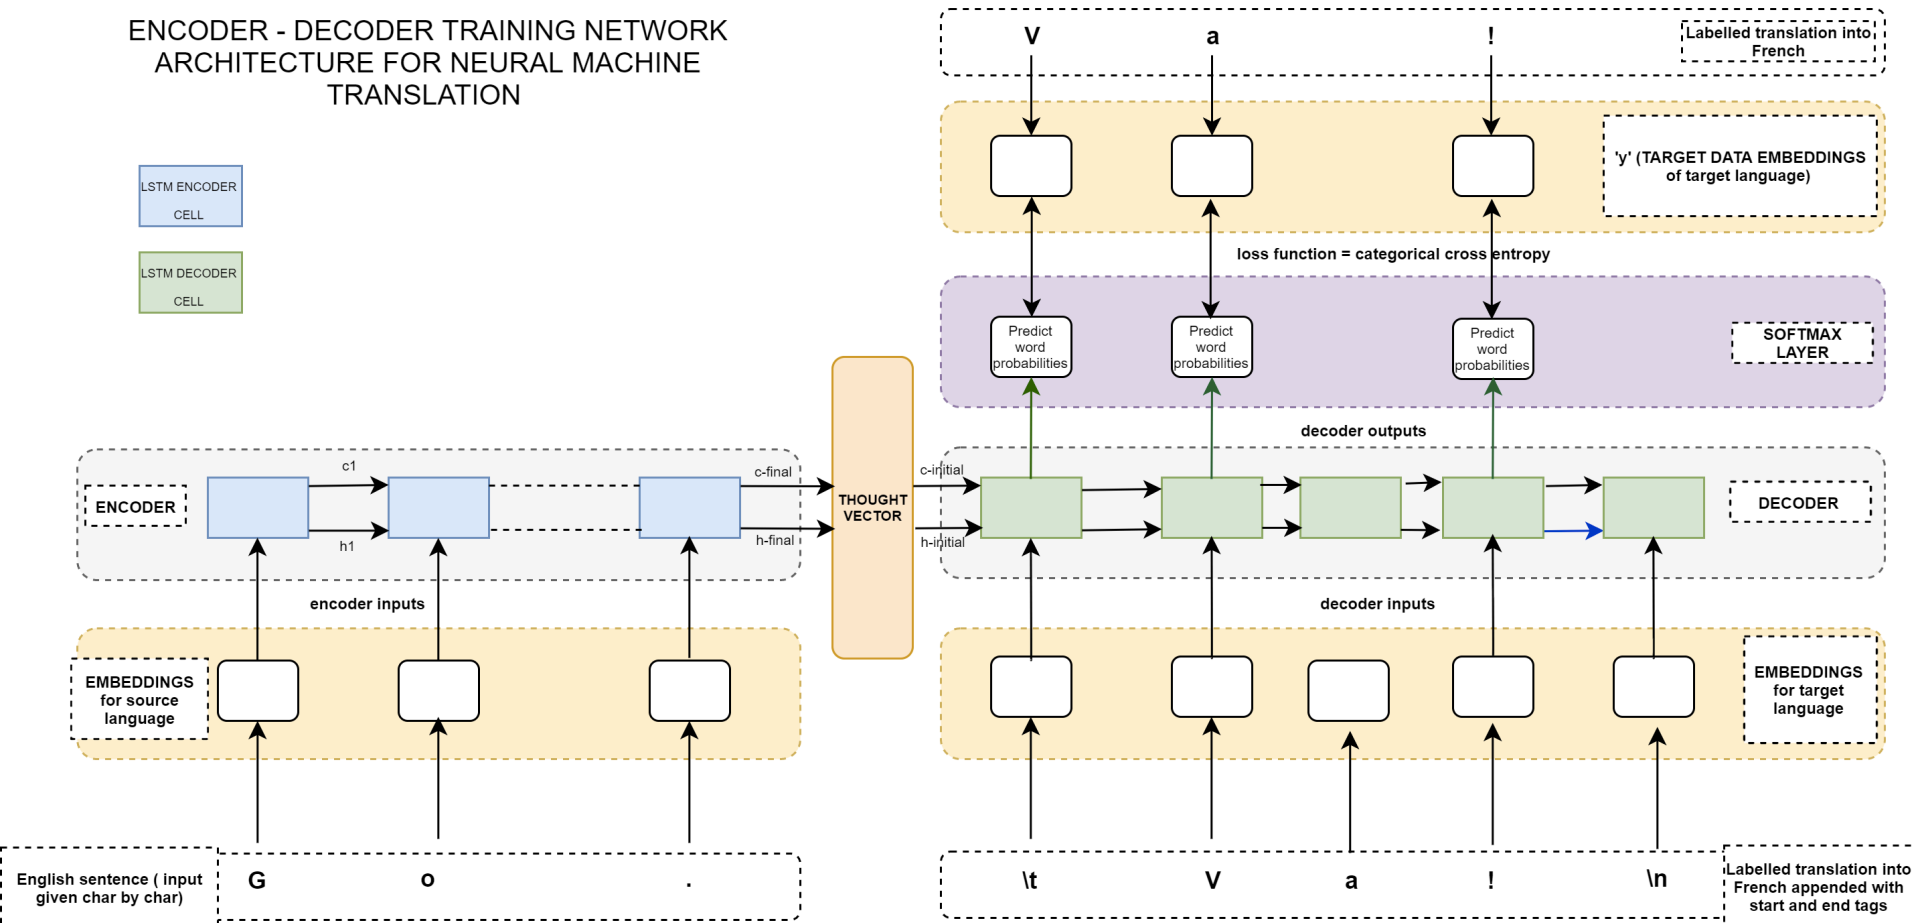 ENCODER - DECODER TRAINING NETWORK
ARCHITECTURE FOR NEURAL MACHINE
TRANSLATION
LSTM ENCODER
CELL
LSTM DECODER
CELL
V a !
Labelled translation into
French
'y' (TARGET DATA EMBEDDINGS
of target language)
loss function = categorical cross entropy
Predict
word
probabilities
Predict
word
probabilities
Predict
word
probabilities
SOFTMAX
LAYER
decoder outputs
ENCODER
c1
h1
c-final
h-final
THOUGHT
VECTOR
c-initial
h-initial
DECODER
encoder inputs
decoder inputs
EMBEDDINGS
for source
language
EMBEDDINGS
for target
language
English sentence ( input
given char by char)
G o .
\t V a ! \n
Labelled translation into
French appended with
start and end tags